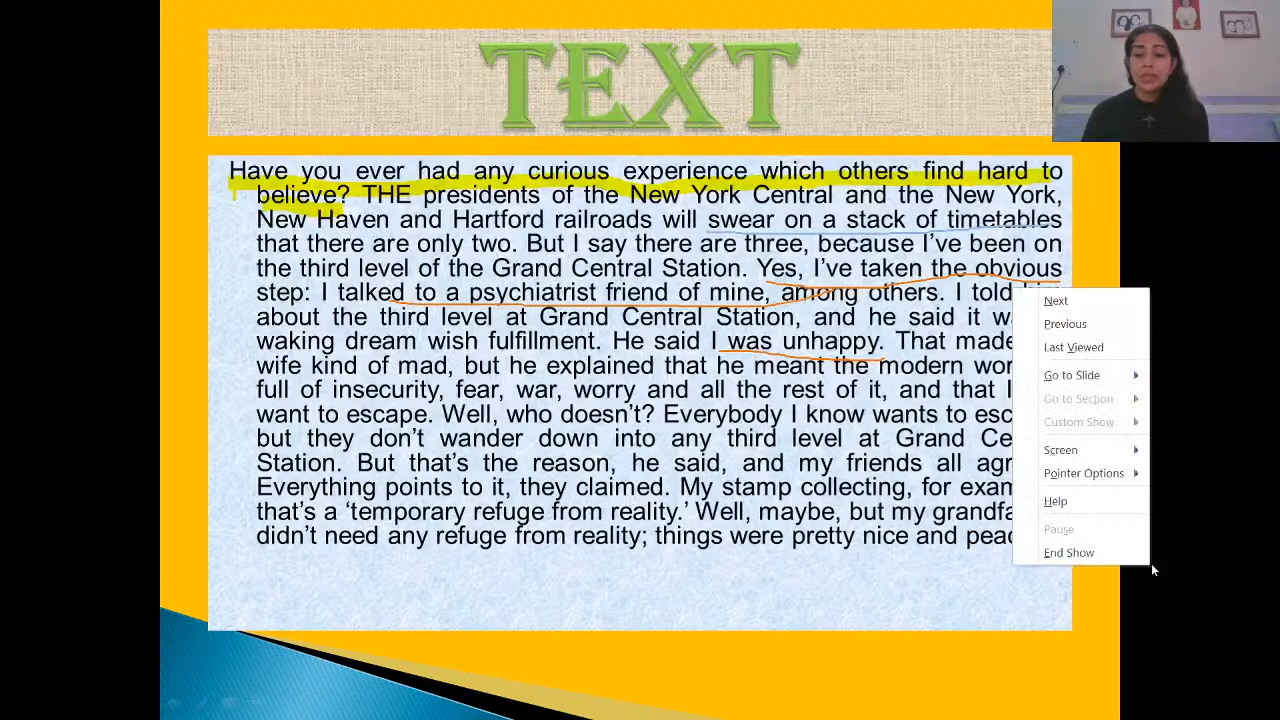 TEXT
Have you ever had any curious experience which others find hard to
believe? THE presidents of the New York Central and the New York,
New Haven and Hartford railroads will swear on a stack of timetables
that there are only two. But I say there are three, because I’ve been on
the third level of the Grand Central Station. Yes, I’ve taken the obvious
step: I talked to a psychiatrist friend of mine, among others. I told
about the third level at Grand Central Station, and he said it
waking dream wish fulfillment. He said I was unhappy. That made
wife kind of mad, but he explained that he meant the modern
full of insecurity, fear, war, worry and all the rest of it, and that
want to escape. Well, who doesn’t? Everybody I know wants to
but they don’t wander down into any third level at Grand
Station. But that’s the reason, he said, and my friends all
Everything points to it, they claimed. My stamp collecting, for
that’s a ‘temporary refuge from reality.’ Well, maybe, but my
didn’t need any refuge from reality; things were pretty nice and
Next
Previous
Last Viewed
Go to Slide
Go to Section
Custom Show
Screen
Pointer Options
Help
Pause
End Show